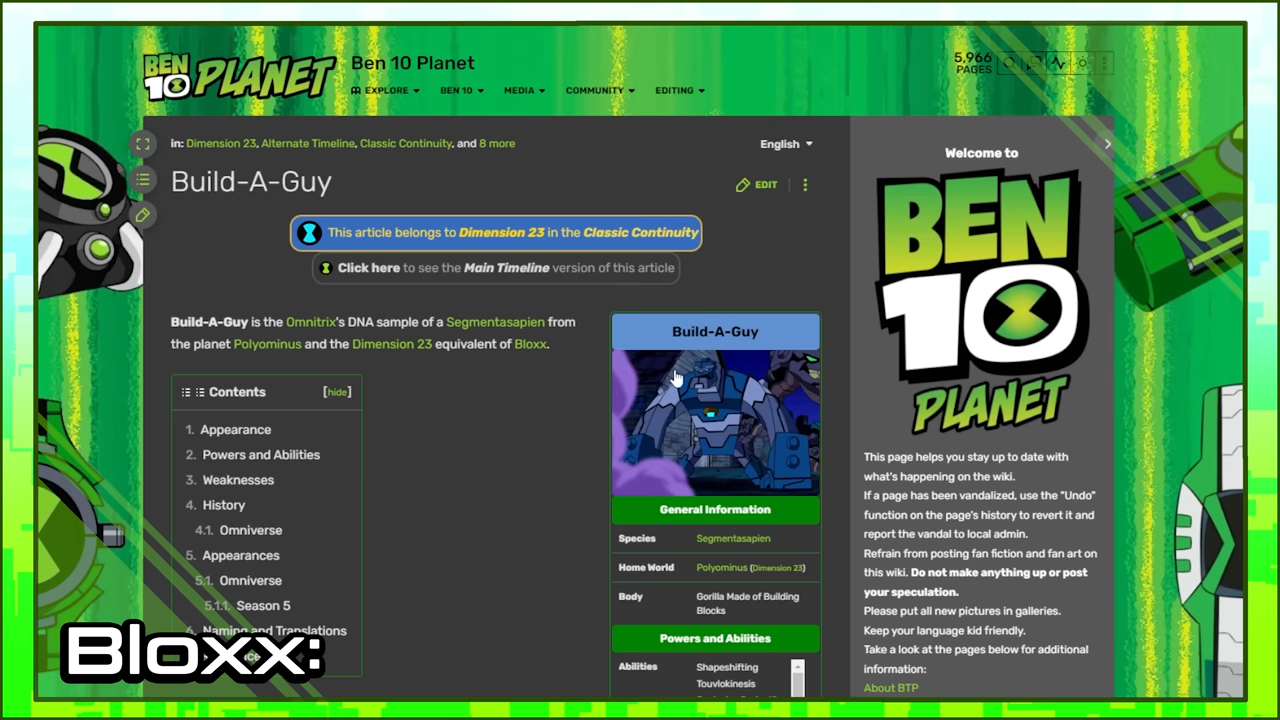 BEN 10 PLANET
Ben 10 Planet
5,966 PAGES
EXPLORE BEN 10 MEDIA COMMUNITY EDITING
in: Dimension 23, Alternate Timeline, Classic Continuity, and 8 more
English
Build-A-Guy
EDIT
This article belongs to Dimension 23 in the Classic Continuity
Click here to see the Main Timeline version of this article
Build-A-Guy is the Omnitrix's DNA sample of a Segmentasapien from
the planet Polyominus and the Dimension 23 equivalent of Bloxx.
Contents [hide]
1. Appearance
2. Powers and Abilities
3. Weaknesses
4. History
4.1. Omniverse
5. Appearances
5.1. Omniverse
5.1.1. Season 5
6. Naming and Translations
Build-A-Guy
General Information
Species Segmentasapien
Home World Polyominus (Dimension 23)
Body Gorilla Made of Building
Blocks
Powers and Abilities
Abilities Shapeshifting
Touvlokinesis
Welcome to
BEN
10
PLANET
This page helps you stay up to date with
what's happening on the wiki.
If a page has been vandalized, use the "Undo"
function on the page's history to revert it and
report the vandal to local admin.
Refrain from posting fan fiction and fan art on
this wiki. Do not make anything up or post
your speculation.
Please put all new pictures in galleries.
Keep your language kid friendly.
Take a look at the pages below for additional
information:
About BTP
Bloxx: